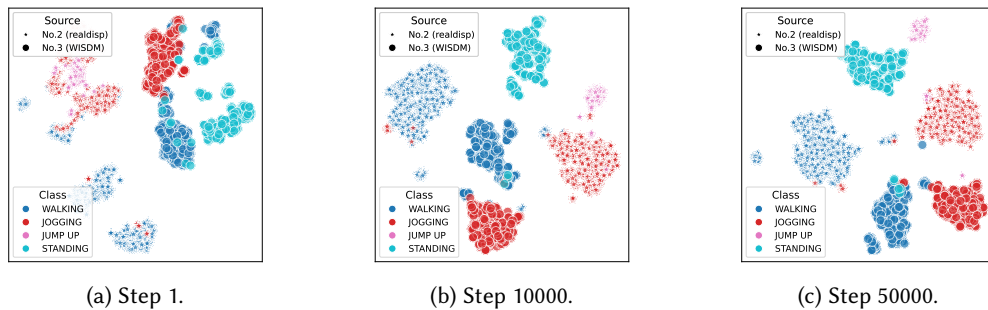 Source
No.2 (realdisp)
No.3 (WISDM)
Class
WALKING
JOGGING
JUMP UP
STANDING
(a) Step 1.
Source
No.2 (realdisp)
No.3 (WISDM)
Class
WALKING
JOGGING
JUMP UP
STANDING
(b) Step 10000.
Source
No.2 (realdisp)
No.3 (WISDM)
Class
WALKING
JOGGING
JUMP UP
STANDING
(c) Step 50000.